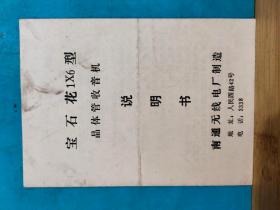 宝石花1X6型
晶体管收音机
说明书
南通无线电厂制造
地址：人民西路42号
电话：3338